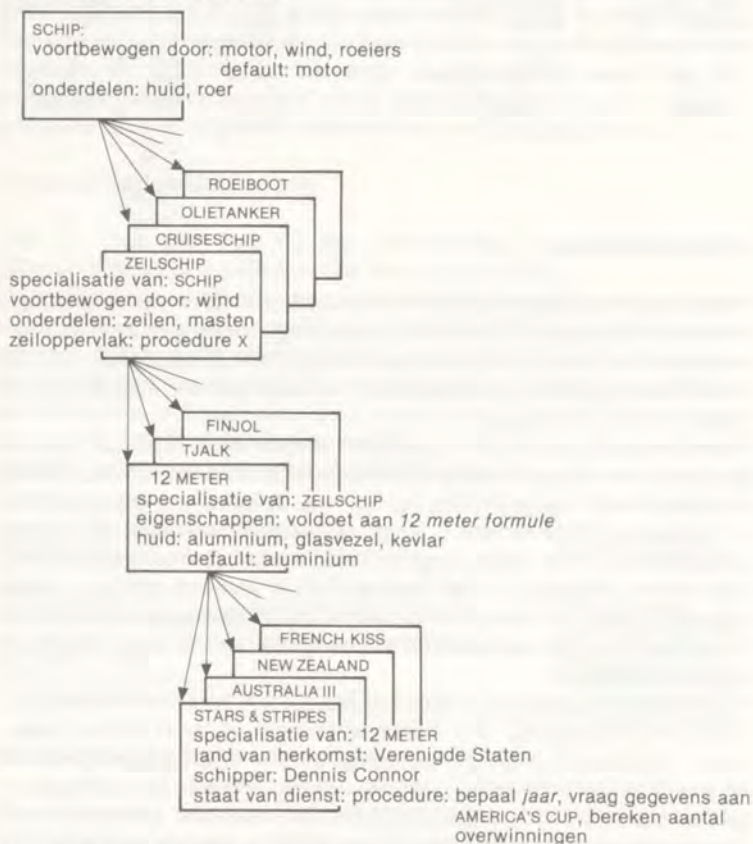 SCHIP:
voortbewogen door: motor, wind, roeiers
default: motor
onderdelen: huid, roer
ROEIBOOT
OLIETANKER
CRUISESCHIP
ZEILSCHIP
specialisatie van: SCHIP
voortbewogen door: wind
onderdelen: zeilen, masten
zeiloppervlak: procedure X
FINJOL
TJALK
12 METER
specialisatie van: ZEILSCHIP
eigenschappen: voldoet aan 12 meter formule
huid: aluminium, glasvezel, kevlar
default: aluminium
FRENCH KISS
NEW ZEALAND
AUSTRALIA III
STARS & STRIPES
specialisatie van: 12 METER
land van herkomst: Verenigde Staten
schipper: Dennis Connor
staat van dienst: procedure: bepaal jaar, vraag gegevens aan
AMERICA'S CUP, bereken aantal
overwinningen